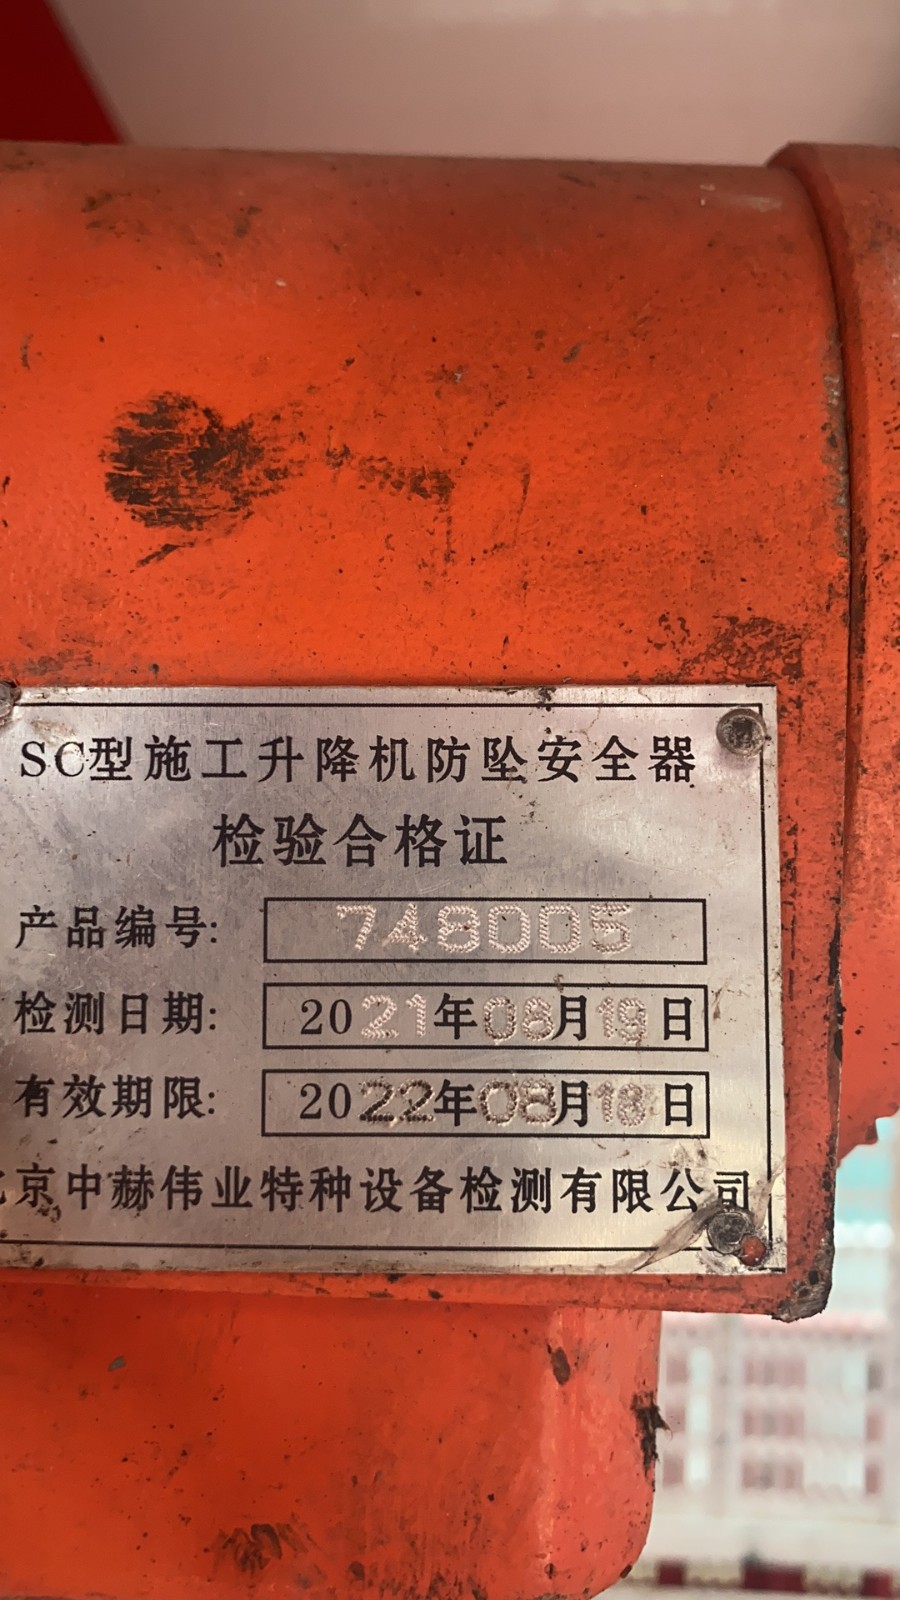 SC型施工升降机防坠安全器
检验合格证
产品编号: 748005
检测日期: 2021年08月19日
有效期限: 2022年08月18日
北京中赫伟业特种设备检测有限公司